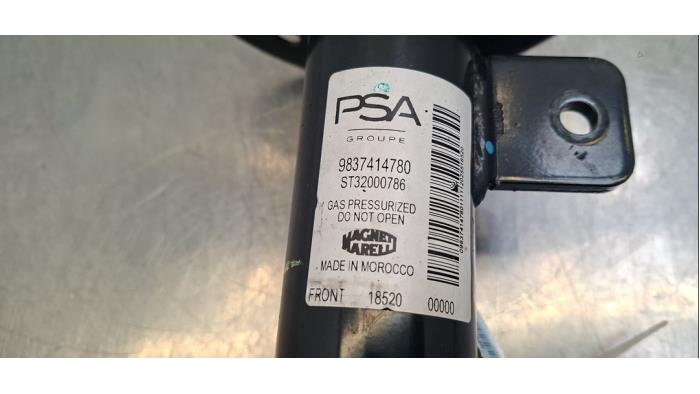 PSA
GROUPE
9837414780
ST32000786
GAS PRESSURIZED
DO NOT OPEN
MAGNETI
MARELLI
MADE IN MOROCCO
FRONT 18520 00000